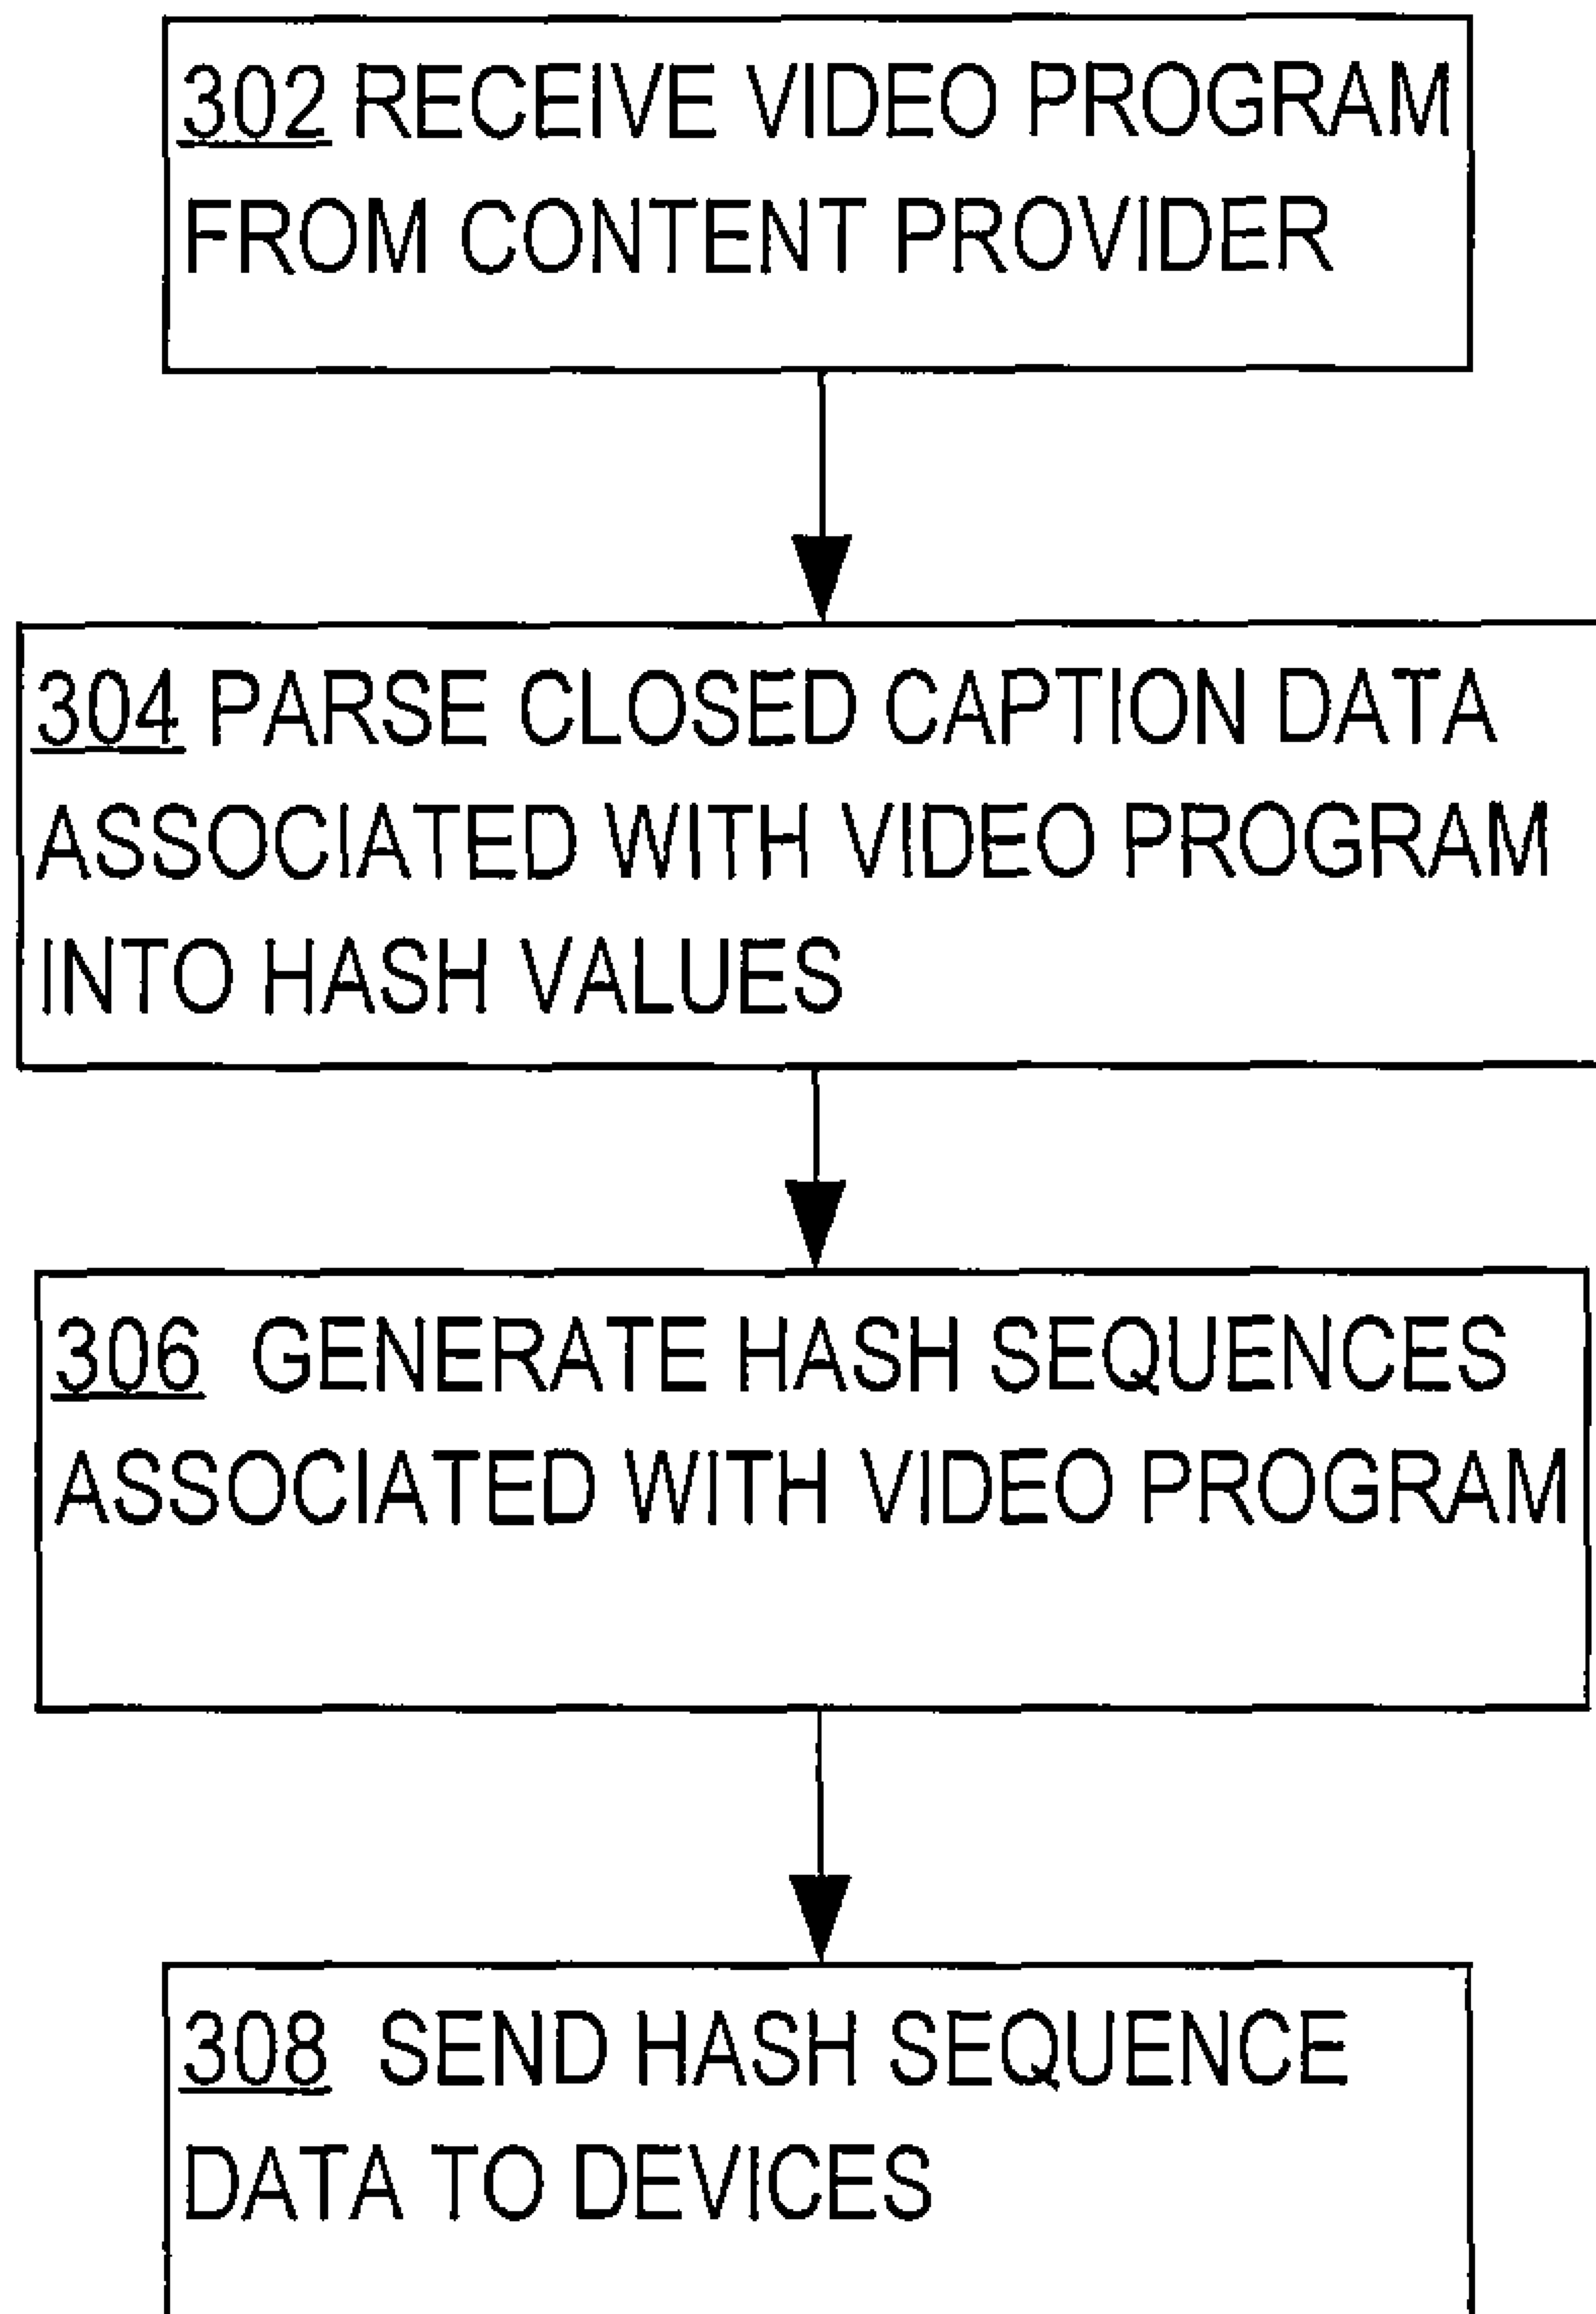 302 RECEIVE VIDEO PROGRAM
FROM CONTENT PROVIDER
304 PARSE CLOSED CAPTION DATA
ASSOCIATED WITH VIDEO PROGRAM
INTO HASH VALUES
306 GENERATE HASH SEQUENCES
ASSOCIATED WITH VIDEO PROGRAM
308 SEND HASH SEQUENCE
DATA TO DEVICES